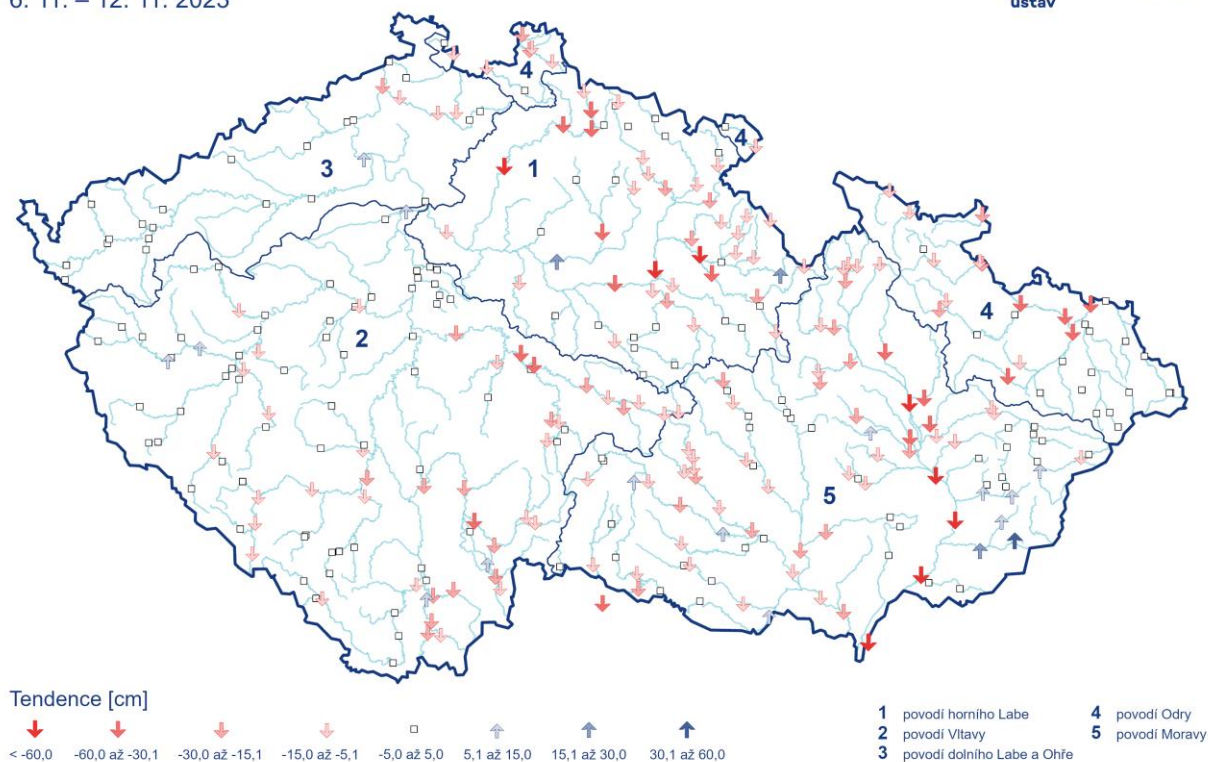 6. 11. – 12. 11. 2023
ústav
4
4
3
1
4
2
5
Tendence [cm]
< -60,0
-60,0 až -30,1
-30,0 až -15,1
-15,0 až -5,1
-5,0 až 5,0
5,1 až 15,0
15,1 až 30,0
30,1 až 60,0
1 povodí horního Labe
2 povodí Vltavy
3 povodí dolního Labe a Ohře
4 povodí Odry
5 povodí Moravy